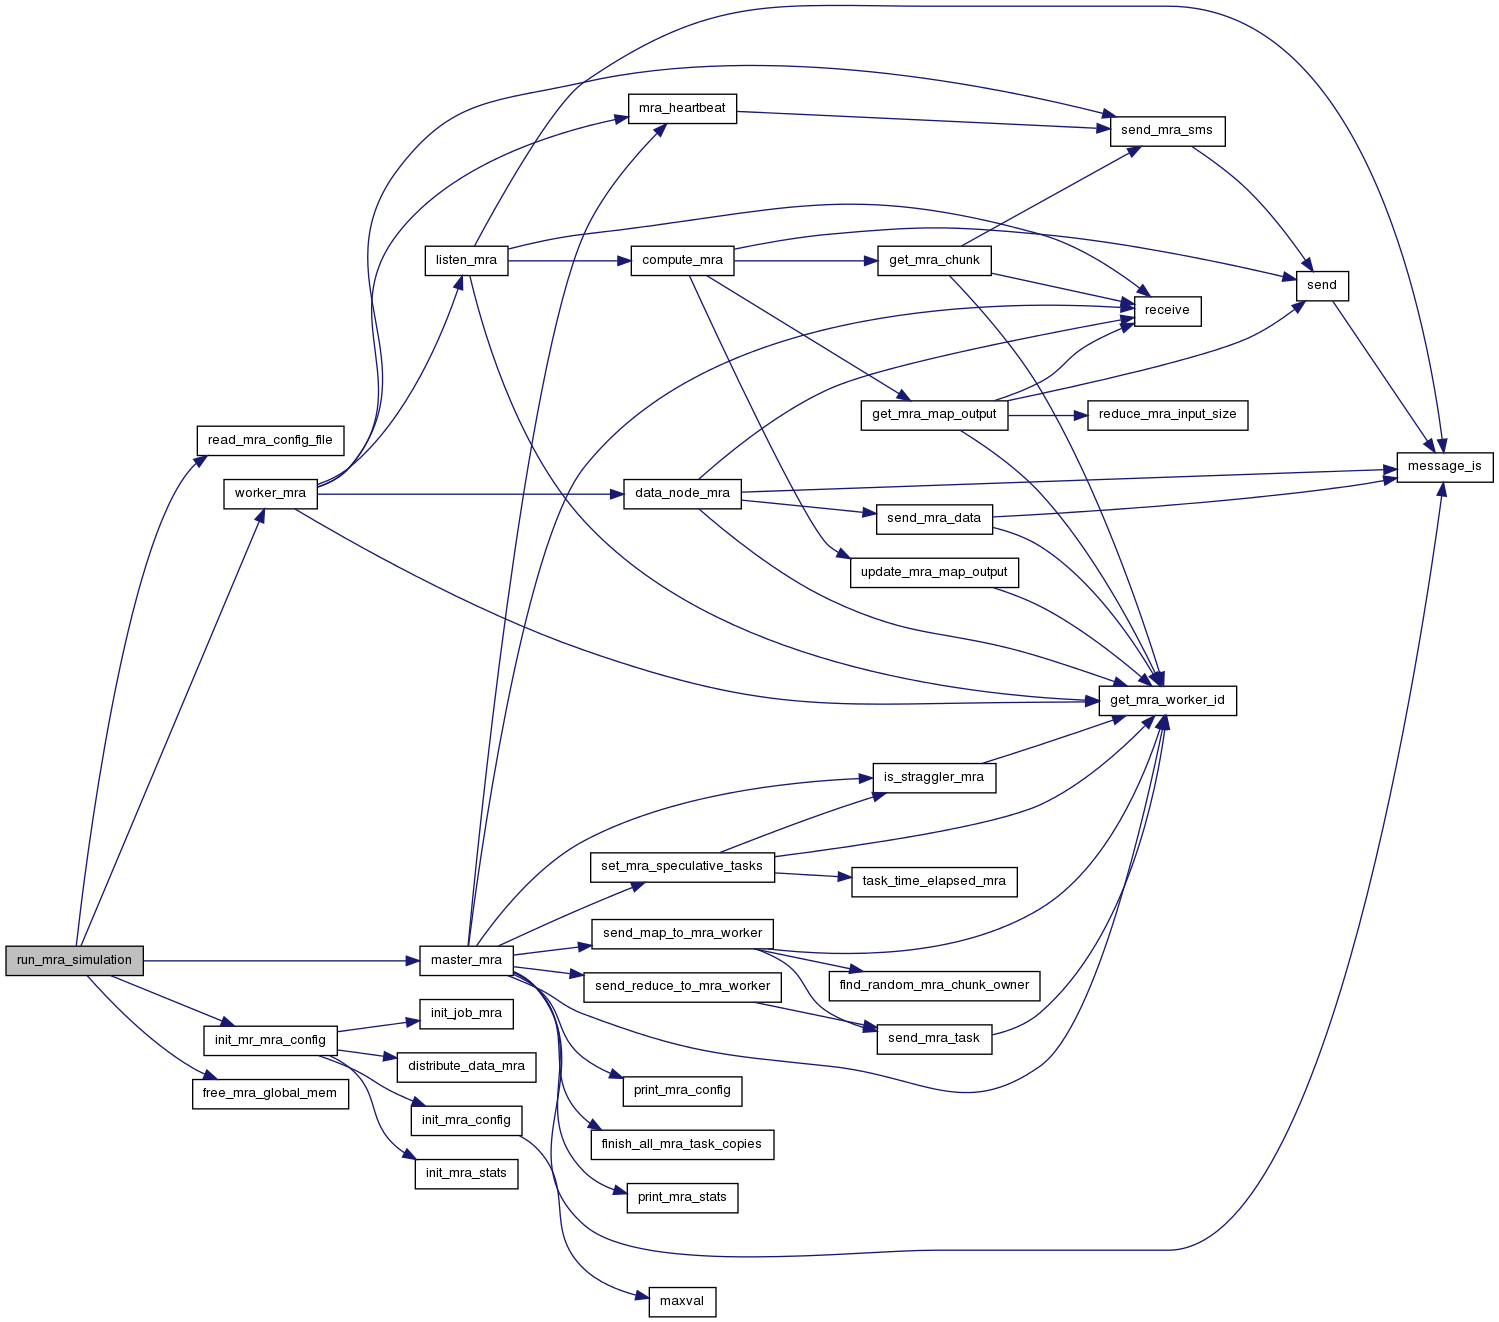 mra_heartbeat
send_mra_sms
listen_mra
compute_mra
get_mra_chunk
send
receive
get_mra_map_output
reduce_mra_input_size
read_mra_config_file
message_is
worker_mra
data_node_mra
send_mra_data
update_mra_map_output
get_mra_worker_id
is_straggler_mra
set_mra_speculative_tasks
task_time_elapsed_mra
send_map_to_mra_worker
run_mra_simulation
master_mra
find_random_mra_chunk_owner
send_reduce_to_mra_worker
init_job_mra
send_mra_task
init_mr_mra_config
distribute_data_mra
free_mra_global_mem
print_mra_config
init_mra_config
finish_all_mra_task_copies
init_mra_stats
print_mra_stats
maxval